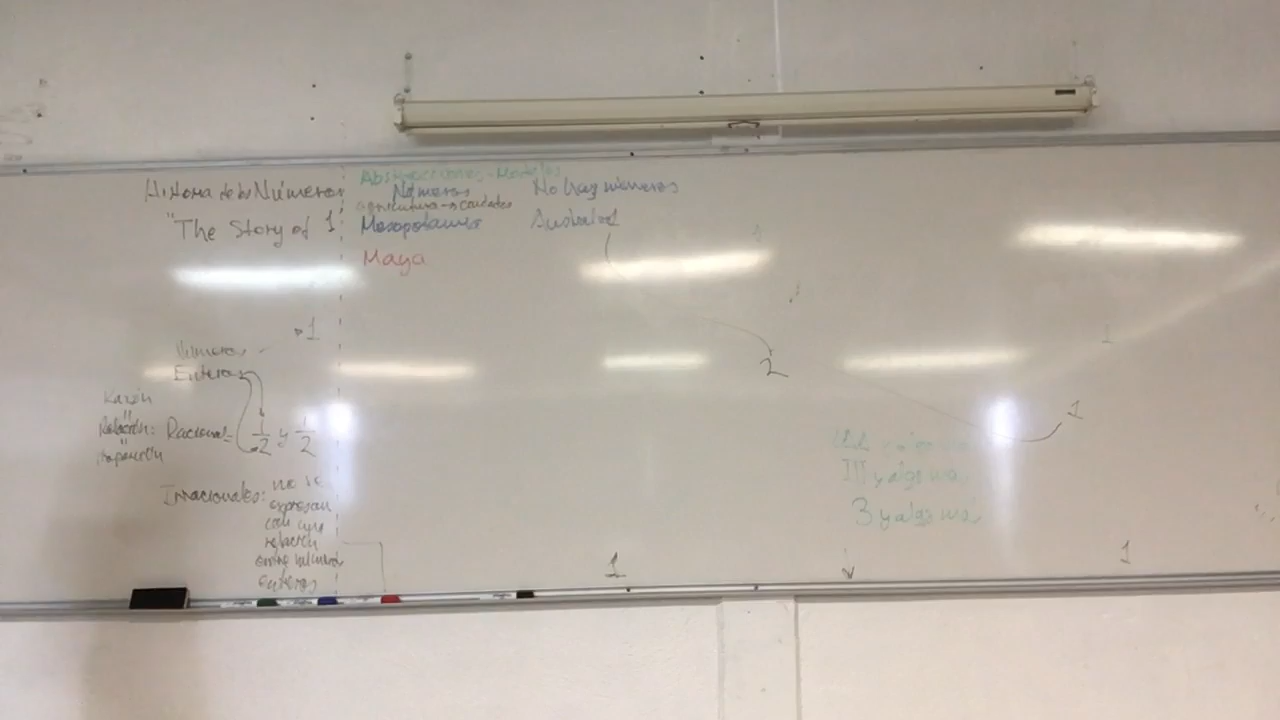 Historia de los Números
"The Story of 1"
Abstracciones - Modelos
Números No hay números
agricultura → ciudades
Mesopotamia
Maya
1
Números
Enteros
Razón
"
Relación: Racional=
"
1/2 y 1/2
Irracionales: no se
expresan
con una
relación
entre números
enteros
2
1
III y algo más
3 y algo más
1
1
1